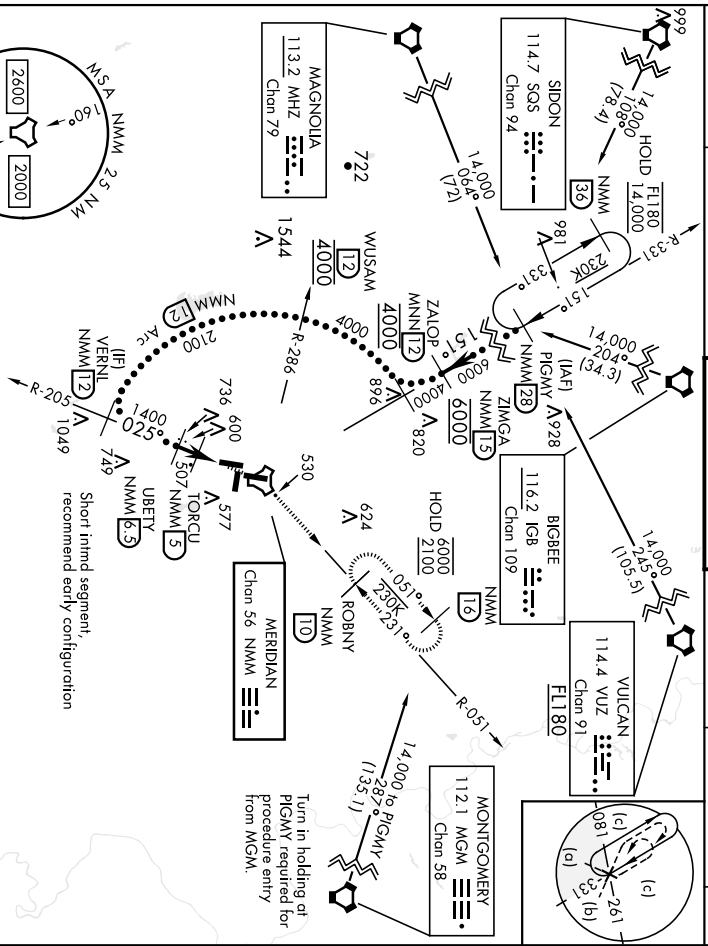 999
14,000
108°
(78.4)
HOLD
FL180
14,000
NMM
36
R-331
SIDON
114.7 SQS
Chan 94
981
331°
230K
151°
14,000
204°
(34.3)
(IAF)
PIGMY
NMM 28
928
14,000
064°
(72)
MAGNOLIA
113.2 MHZ
Chan 79
722
151°
6000
4000
ZIMGA
NMM 15
6000
ZALOP
MNN 12
4000
820
896
BIGBEE
116.2 IGB
Chan 109
14,000
245°
(105.5)
VULCAN
114.4 VUZ
Chan 91
FL180
081
261
331
(a)
(b)
(c)
(c)
WUSAM
12
4000
1544
R-286
4000
NMM 12 Arc
2100
MSA NMM 25 NM
160°
2600
2000
(IF)
VERNL
NMM 12
R-205
1049
025°
1400
736
600
507
749
UBETY
NMM 6.5
TORCU
NMM 5
577
530
624
HOLD 6000
2100
NMM
16
051°
230K
231°
ROBNY
NMM
10
R-051
MERIDIAN
Chan 56 NMM
MONTGOMERY
112.1 MGM
Chan 58
14,000 to PIGMY
287°
(135.1)
Turn in holding at
PIGMY required for
procedure entry
from MGM.
Short intmd segment,
recommend early configuration